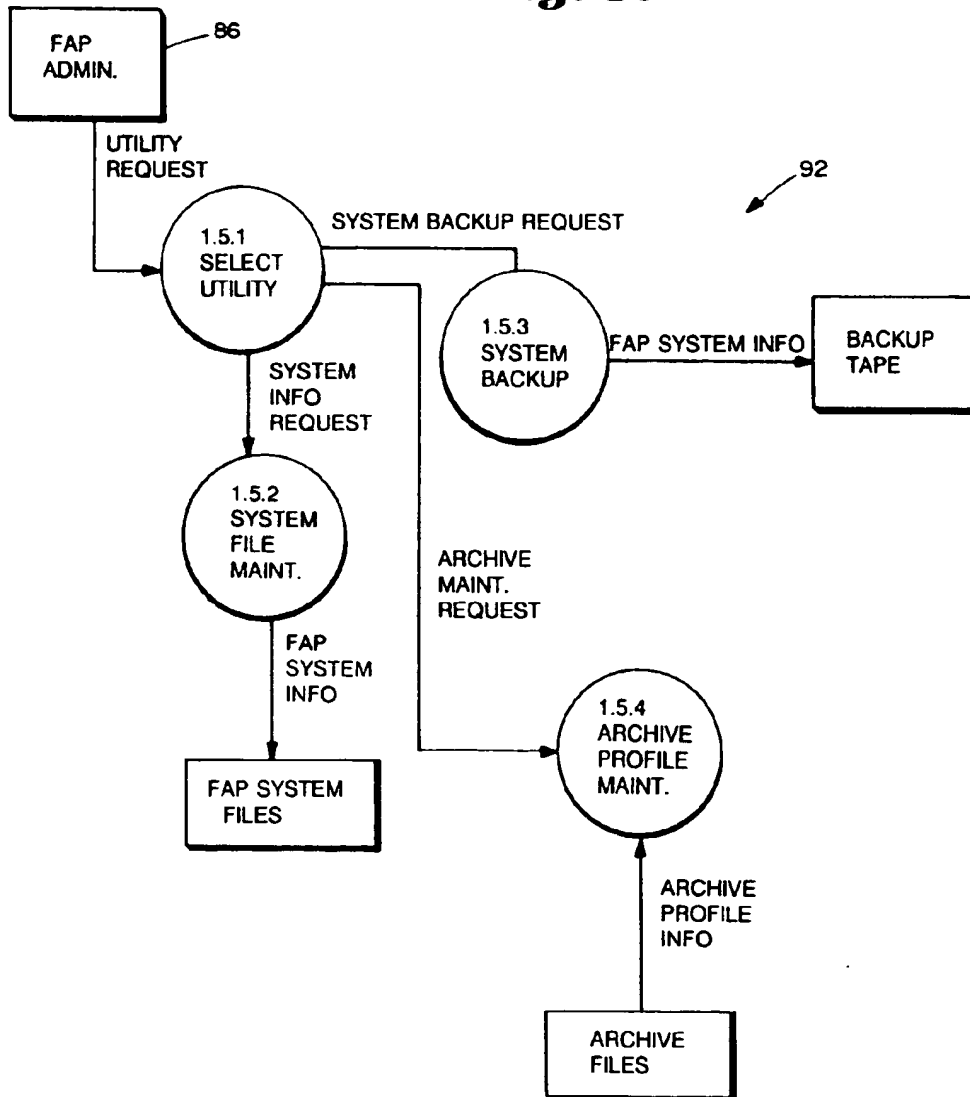 FAP
ADMIN.
86
UTILITY
REQUEST
92
SYSTEM BACKUP REQUEST
1.5.1
SELECT
UTILITY
1.5.3
SYSTEM
BACKUP
FAP SYSTEM INFO
BACKUP
TAPE
SYSTEM
INFO
REQUEST
1.5.2
SYSTEM
FILE
MAINT.
ARCHIVE
MAINT.
REQUEST
FAP
SYSTEM
INFO
1.5.4
ARCHIVE
PROFILE
MAINT.
FAP SYSTEM
FILES
ARCHIVE
PROFILE
INFO
ARCHIVE
FILES